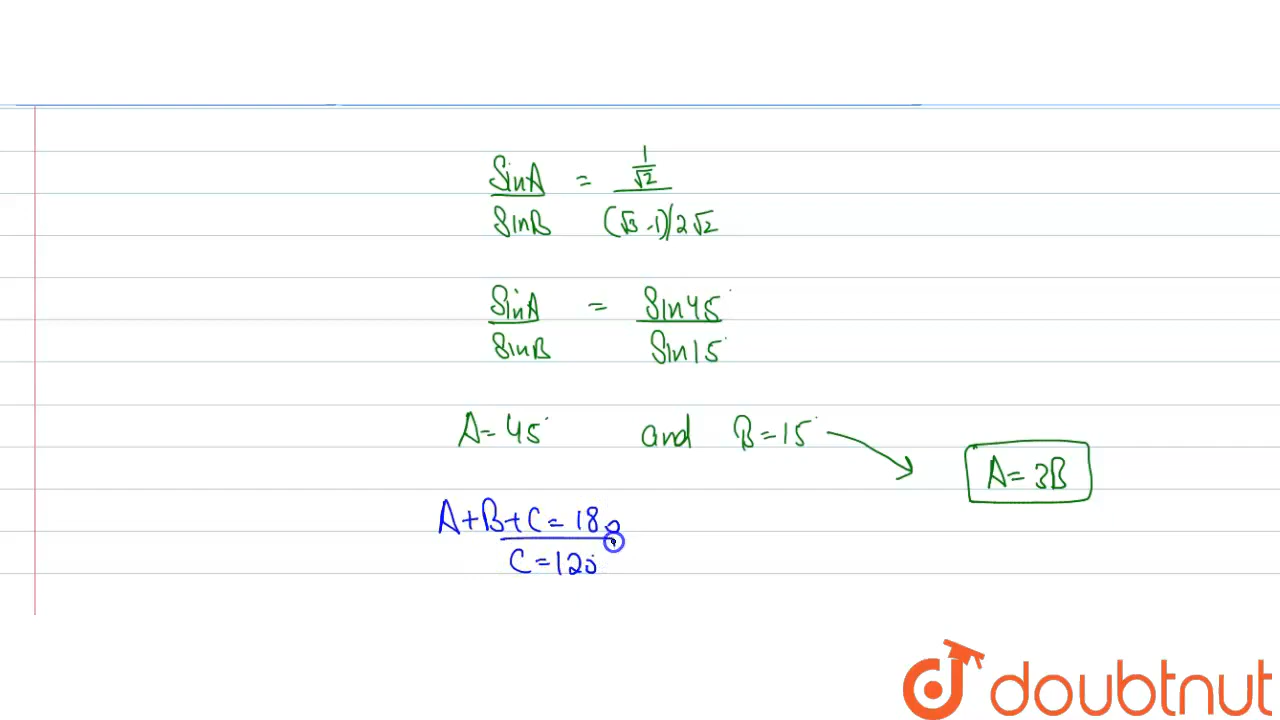 SinA/SinB = (1/√2)/((√3-1)/2√2)
SinA/SinB = Sin45°/Sin15°
A=45° and B=15°
A=3B
A+B+C=180
C=120°
doubtnut